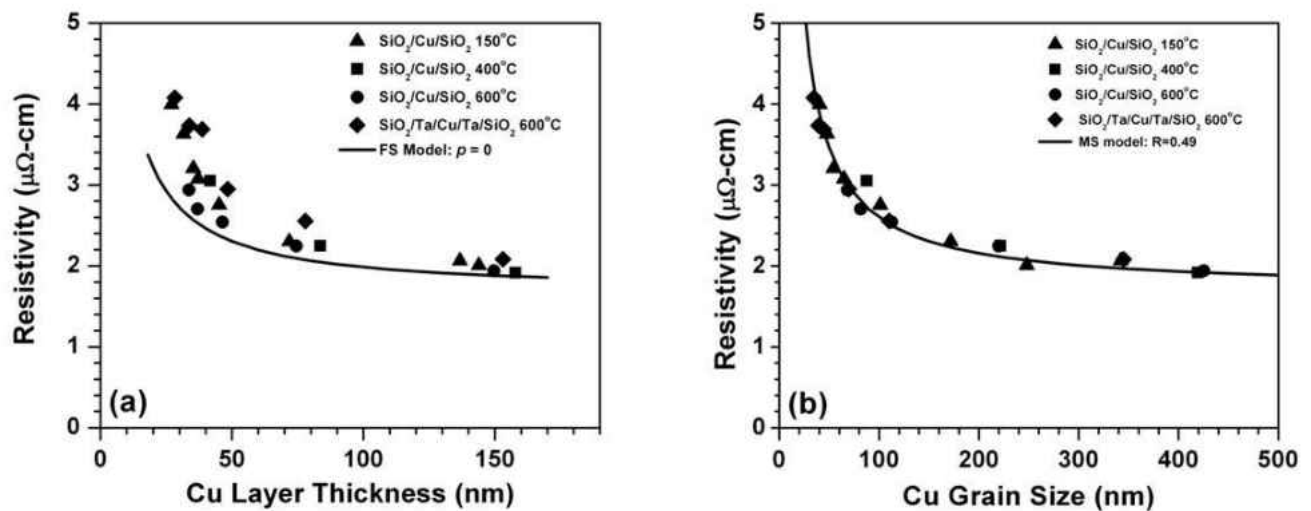 5
4
3
2
1
0
Resistivity (μΩ-cm)
SiO₂/Cu/SiO₂ 150°C
SiO₂/Cu/SiO₂ 400°C
SiO₂/Cu/SiO₂ 600°C
SiO₂/Ta/Cu/Ta/SiO₂ 600°C
FS Model: p = 0
(a)
0 50 100 150
Cu Layer Thickness (nm)
5
4
3
2
1
0
Resistivity (μΩ-cm)
SiO₂/Cu/SiO₂ 150°C
SiO₂/Cu/SiO₂ 400°C
SiO₂/Cu/SiO₂ 600°C
SiO₂/Ta/Cu/Ta/SiO₂ 600°C
MS model: R=0.49
(b)
0 100 200 300 400 500
Cu Grain Size (nm)